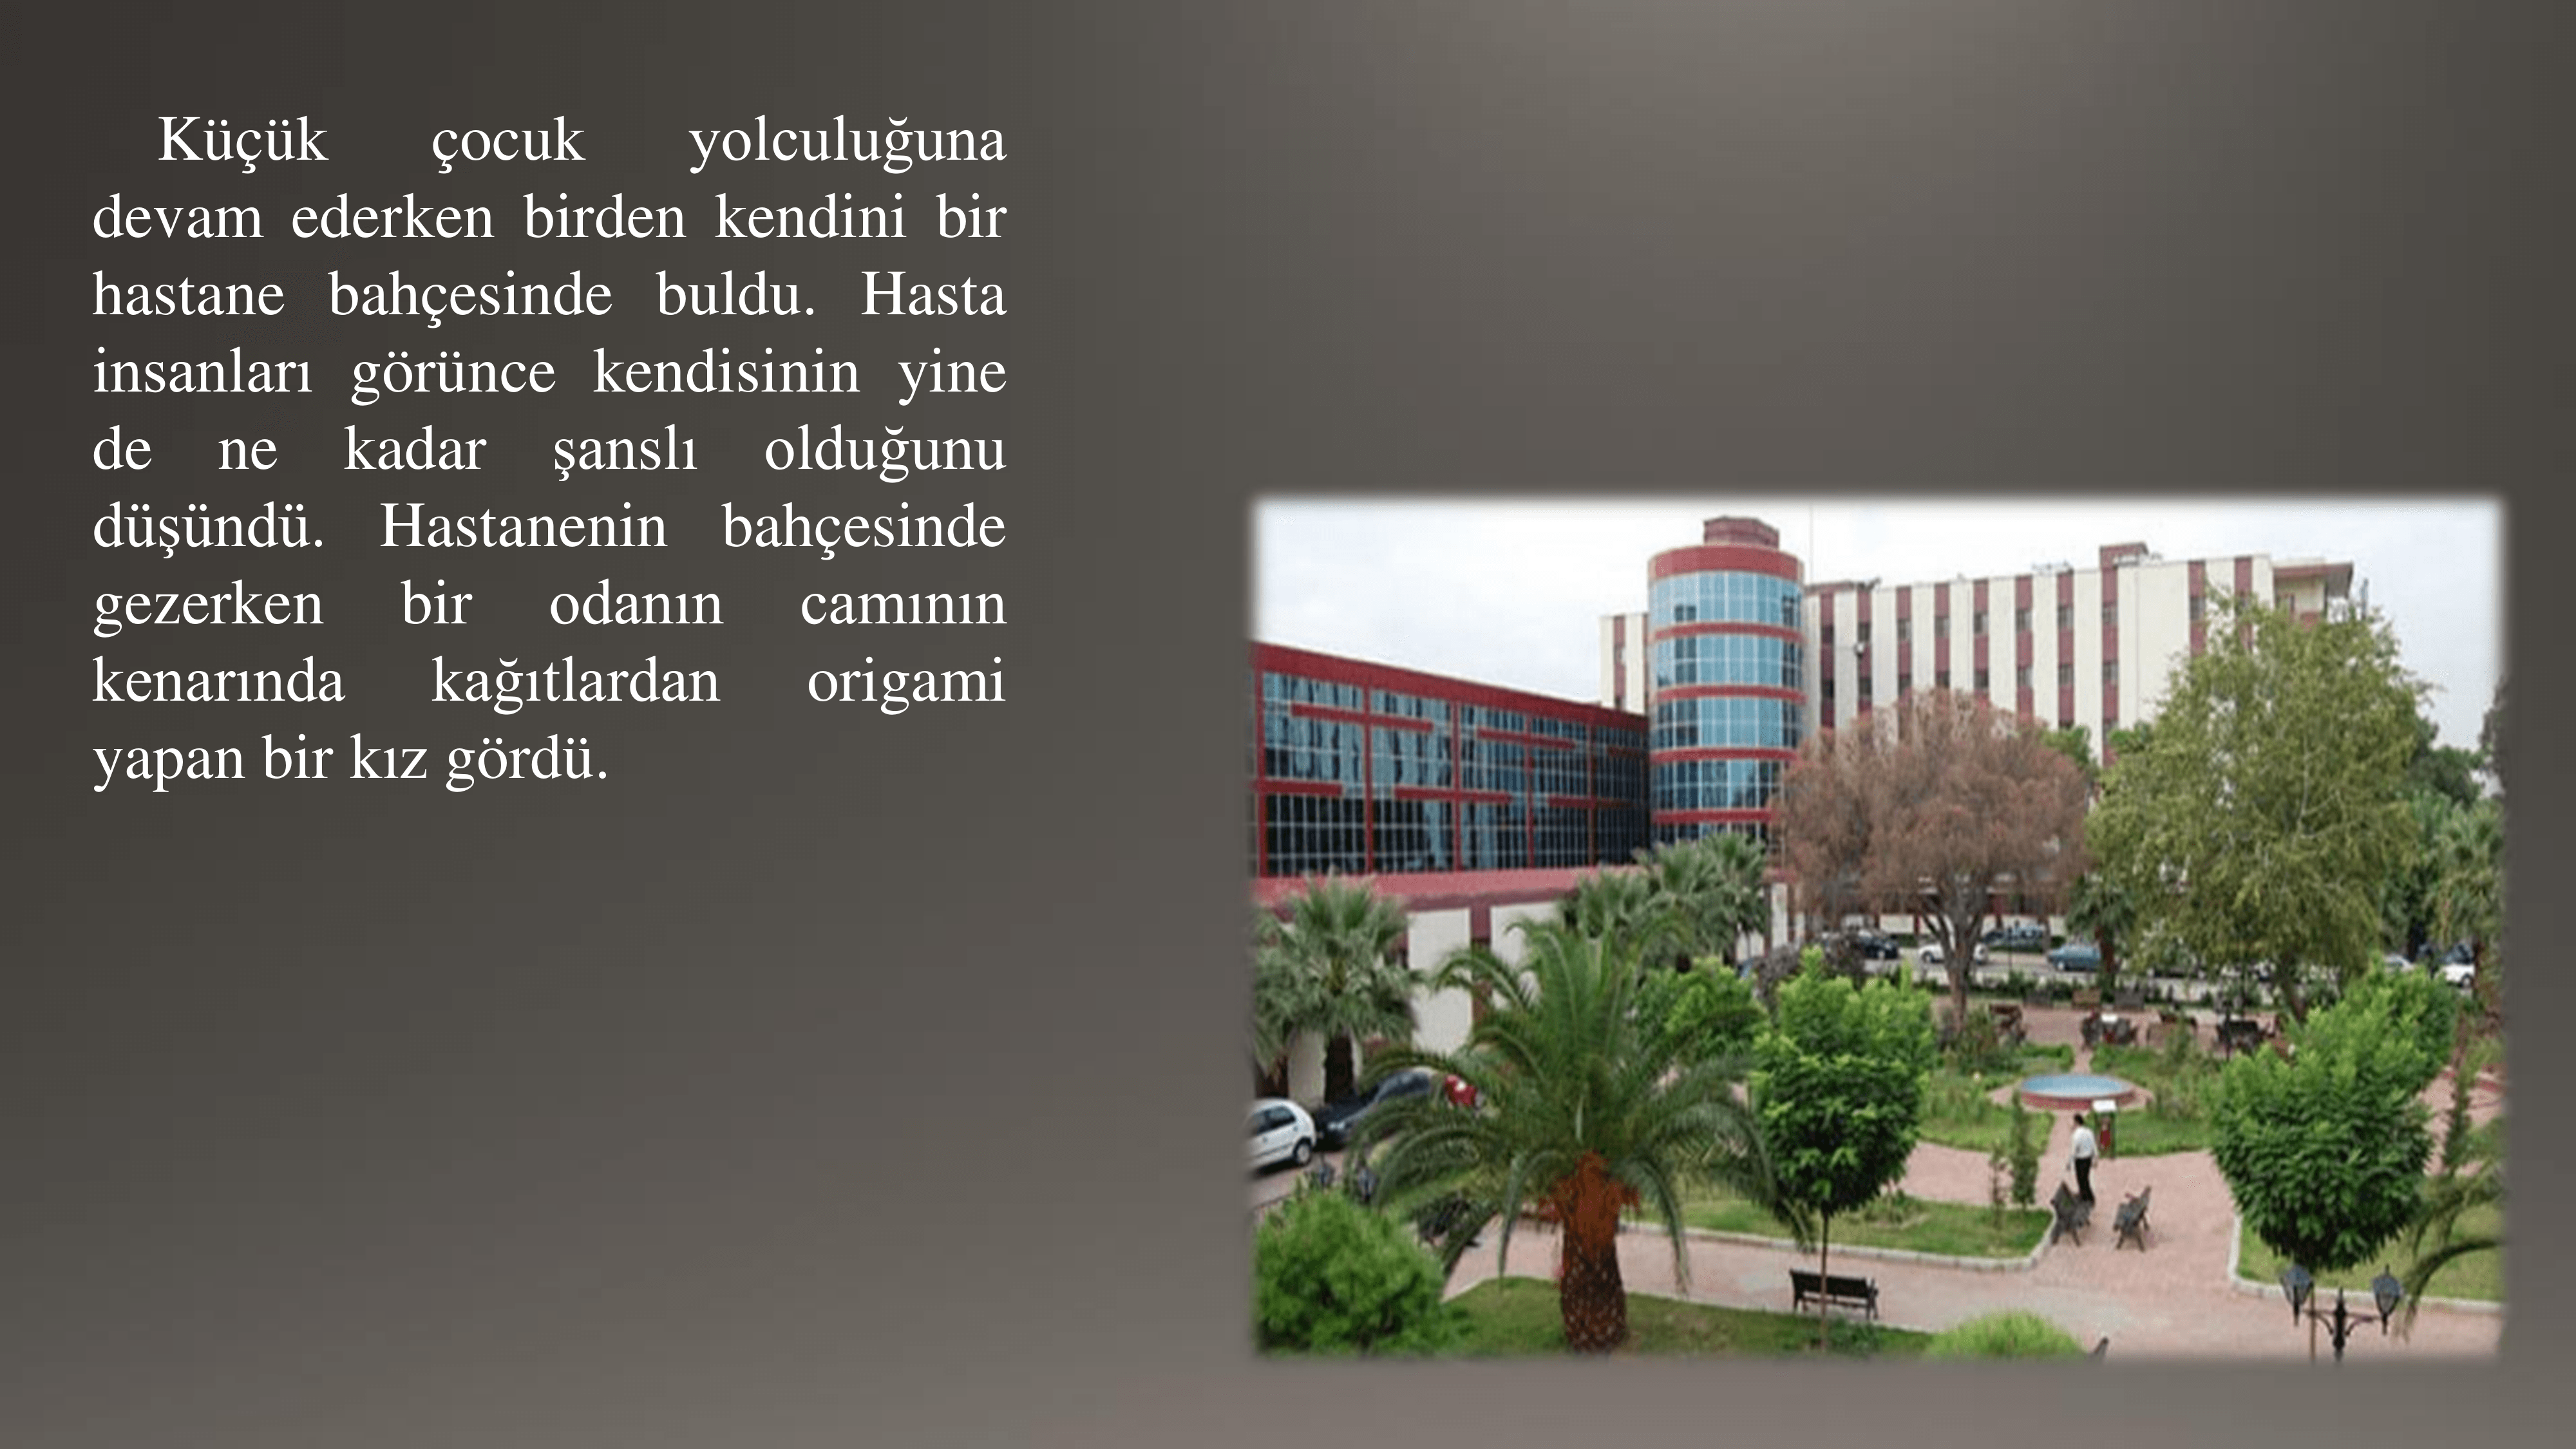 Küçük çocuk yolculuğuna
devam ederken birden kendini bir
hastane bahçesinde buldu. Hasta
insanları görünce kendisinin yine
de ne kadar şanslı olduğunu
düşündü. Hastanenin bahçesinde
gezerken bir odanın camının
kenarında kağıtlardan origami
yapan bir kız gördü.